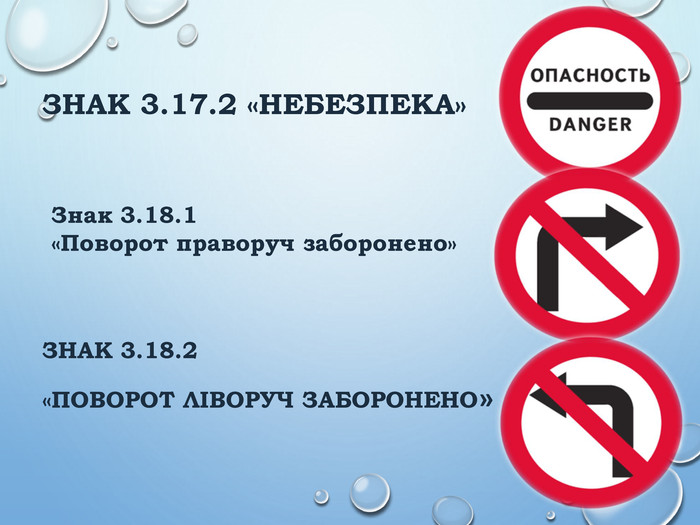 ЗНАК 3.17.2 «НЕБЕЗПЕКА»
ОПАСНОСТЬ
DANGER
Знак 3.18.1
«Поворот праворуч заборонено»
ЗНАК 3.18.2
«ПОВОРОТ ЛІВОРУЧ ЗАБОРОНЕНО»